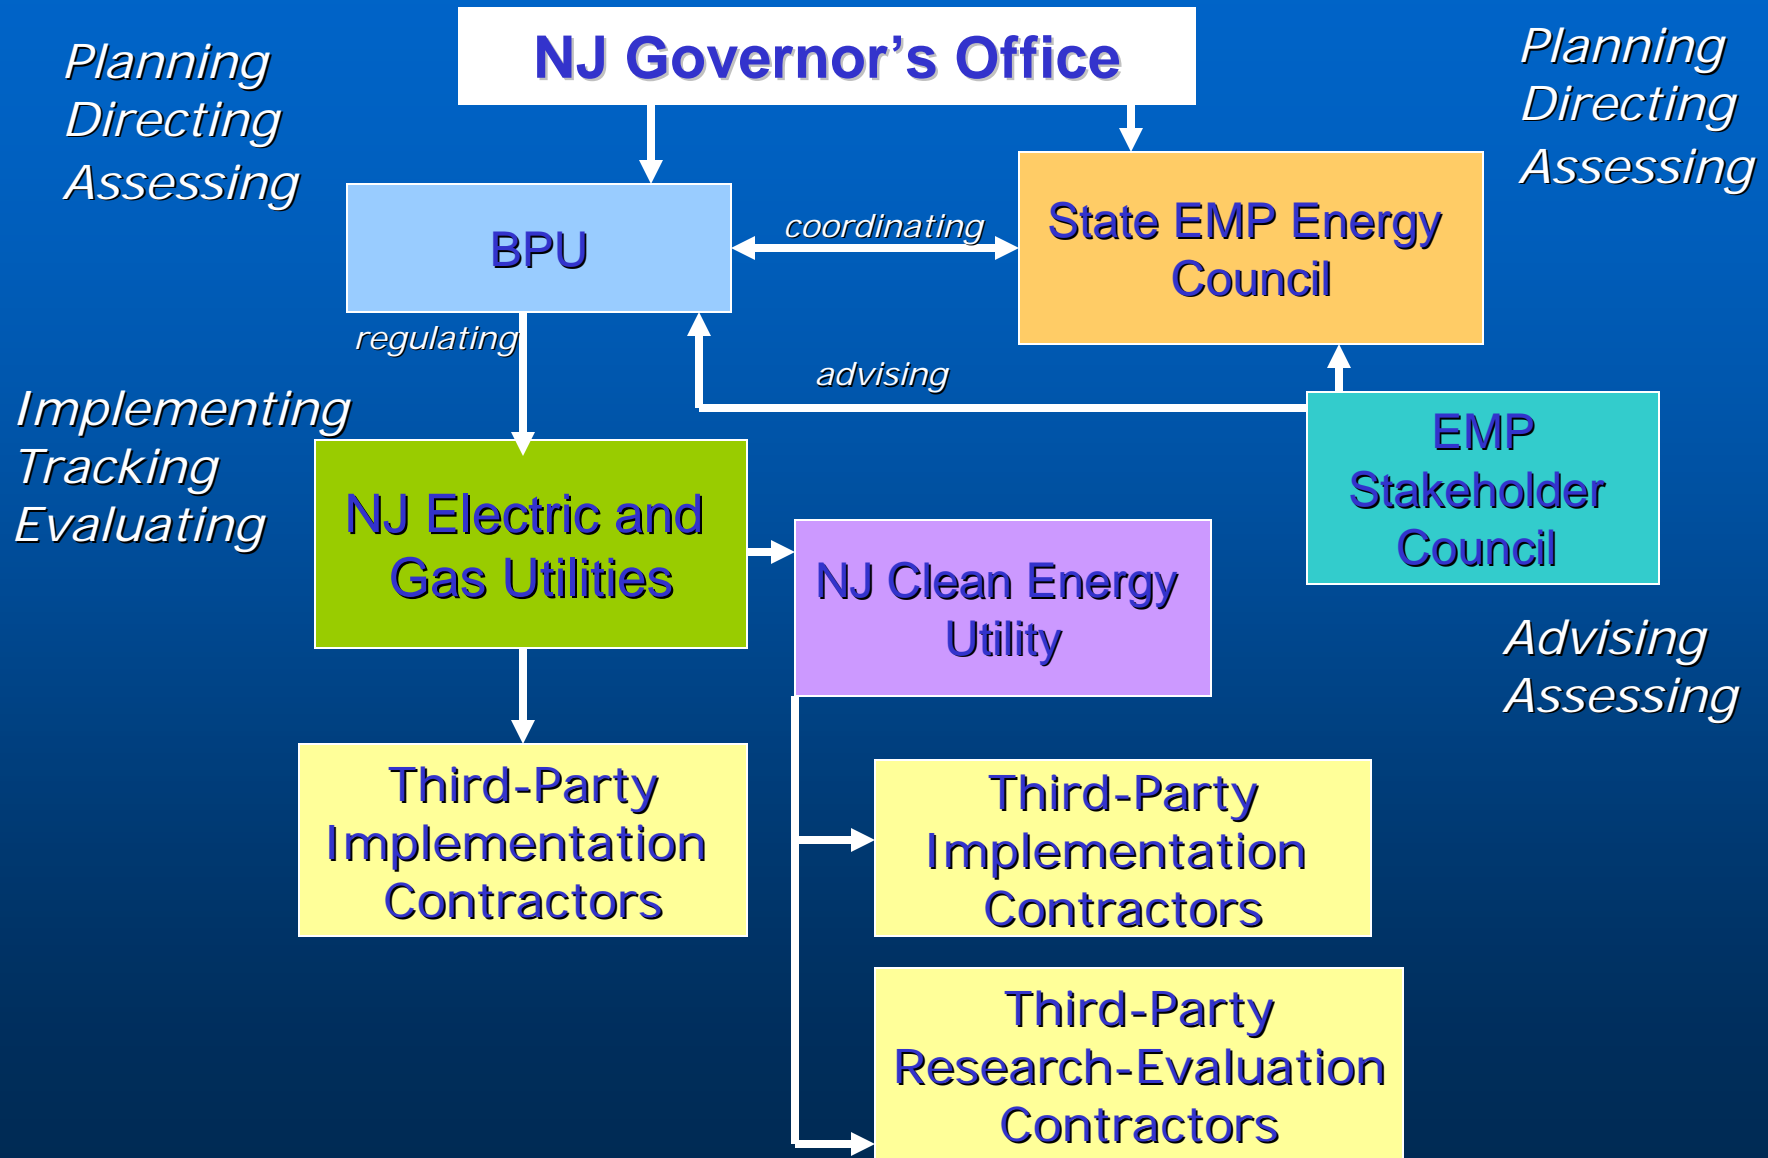 NJ Governor’s Office
Planning
Directing
Assessing
Planning
Directing
Assessing
BPU
coordinating
State EMP Energy
Council
regulating
advising
Implementing
Tracking
Evaluating
EMP
Stakeholder
Council
NJ Electric and
Gas Utilities
NJ Clean Energy
Utility
Advising
Assessing
Third-Party
Implementation
Contractors
Third-Party
Implementation
Contractors
Third-Party
Research-Evaluation
Contractors